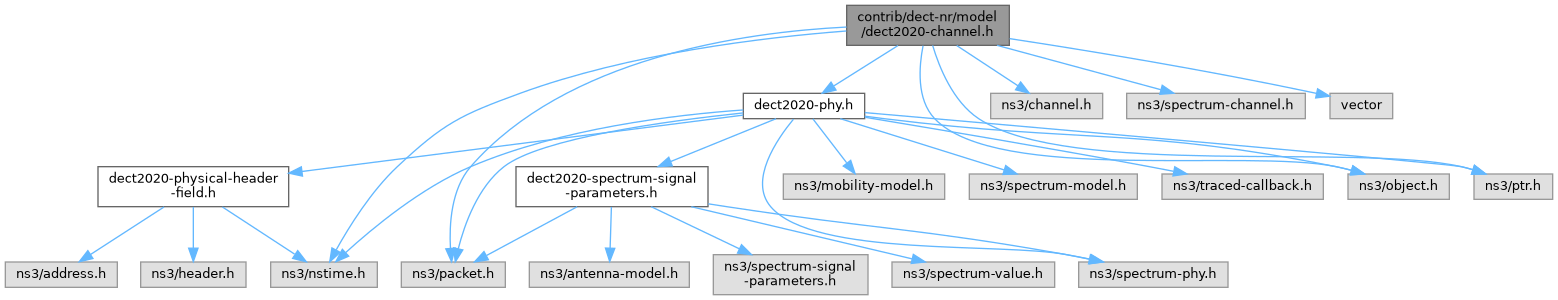 contrib/dect-nr/model
/dect2020-channel.h
dect2020-phy.h
ns3/channel.h
ns3/spectrum-channel.h
vector
dect2020-physical-header
-field.h
dect2020-spectrum-signal
-parameters.h
ns3/mobility-model.h
ns3/spectrum-model.h
ns3/traced-callback.h
ns3/object.h
ns3/ptr.h
ns3/address.h
ns3/header.h
ns3/nstime.h
ns3/packet.h
ns3/antenna-model.h
ns3/spectrum-signal
-parameters.h
ns3/spectrum-value.h
ns3/spectrum-phy.h